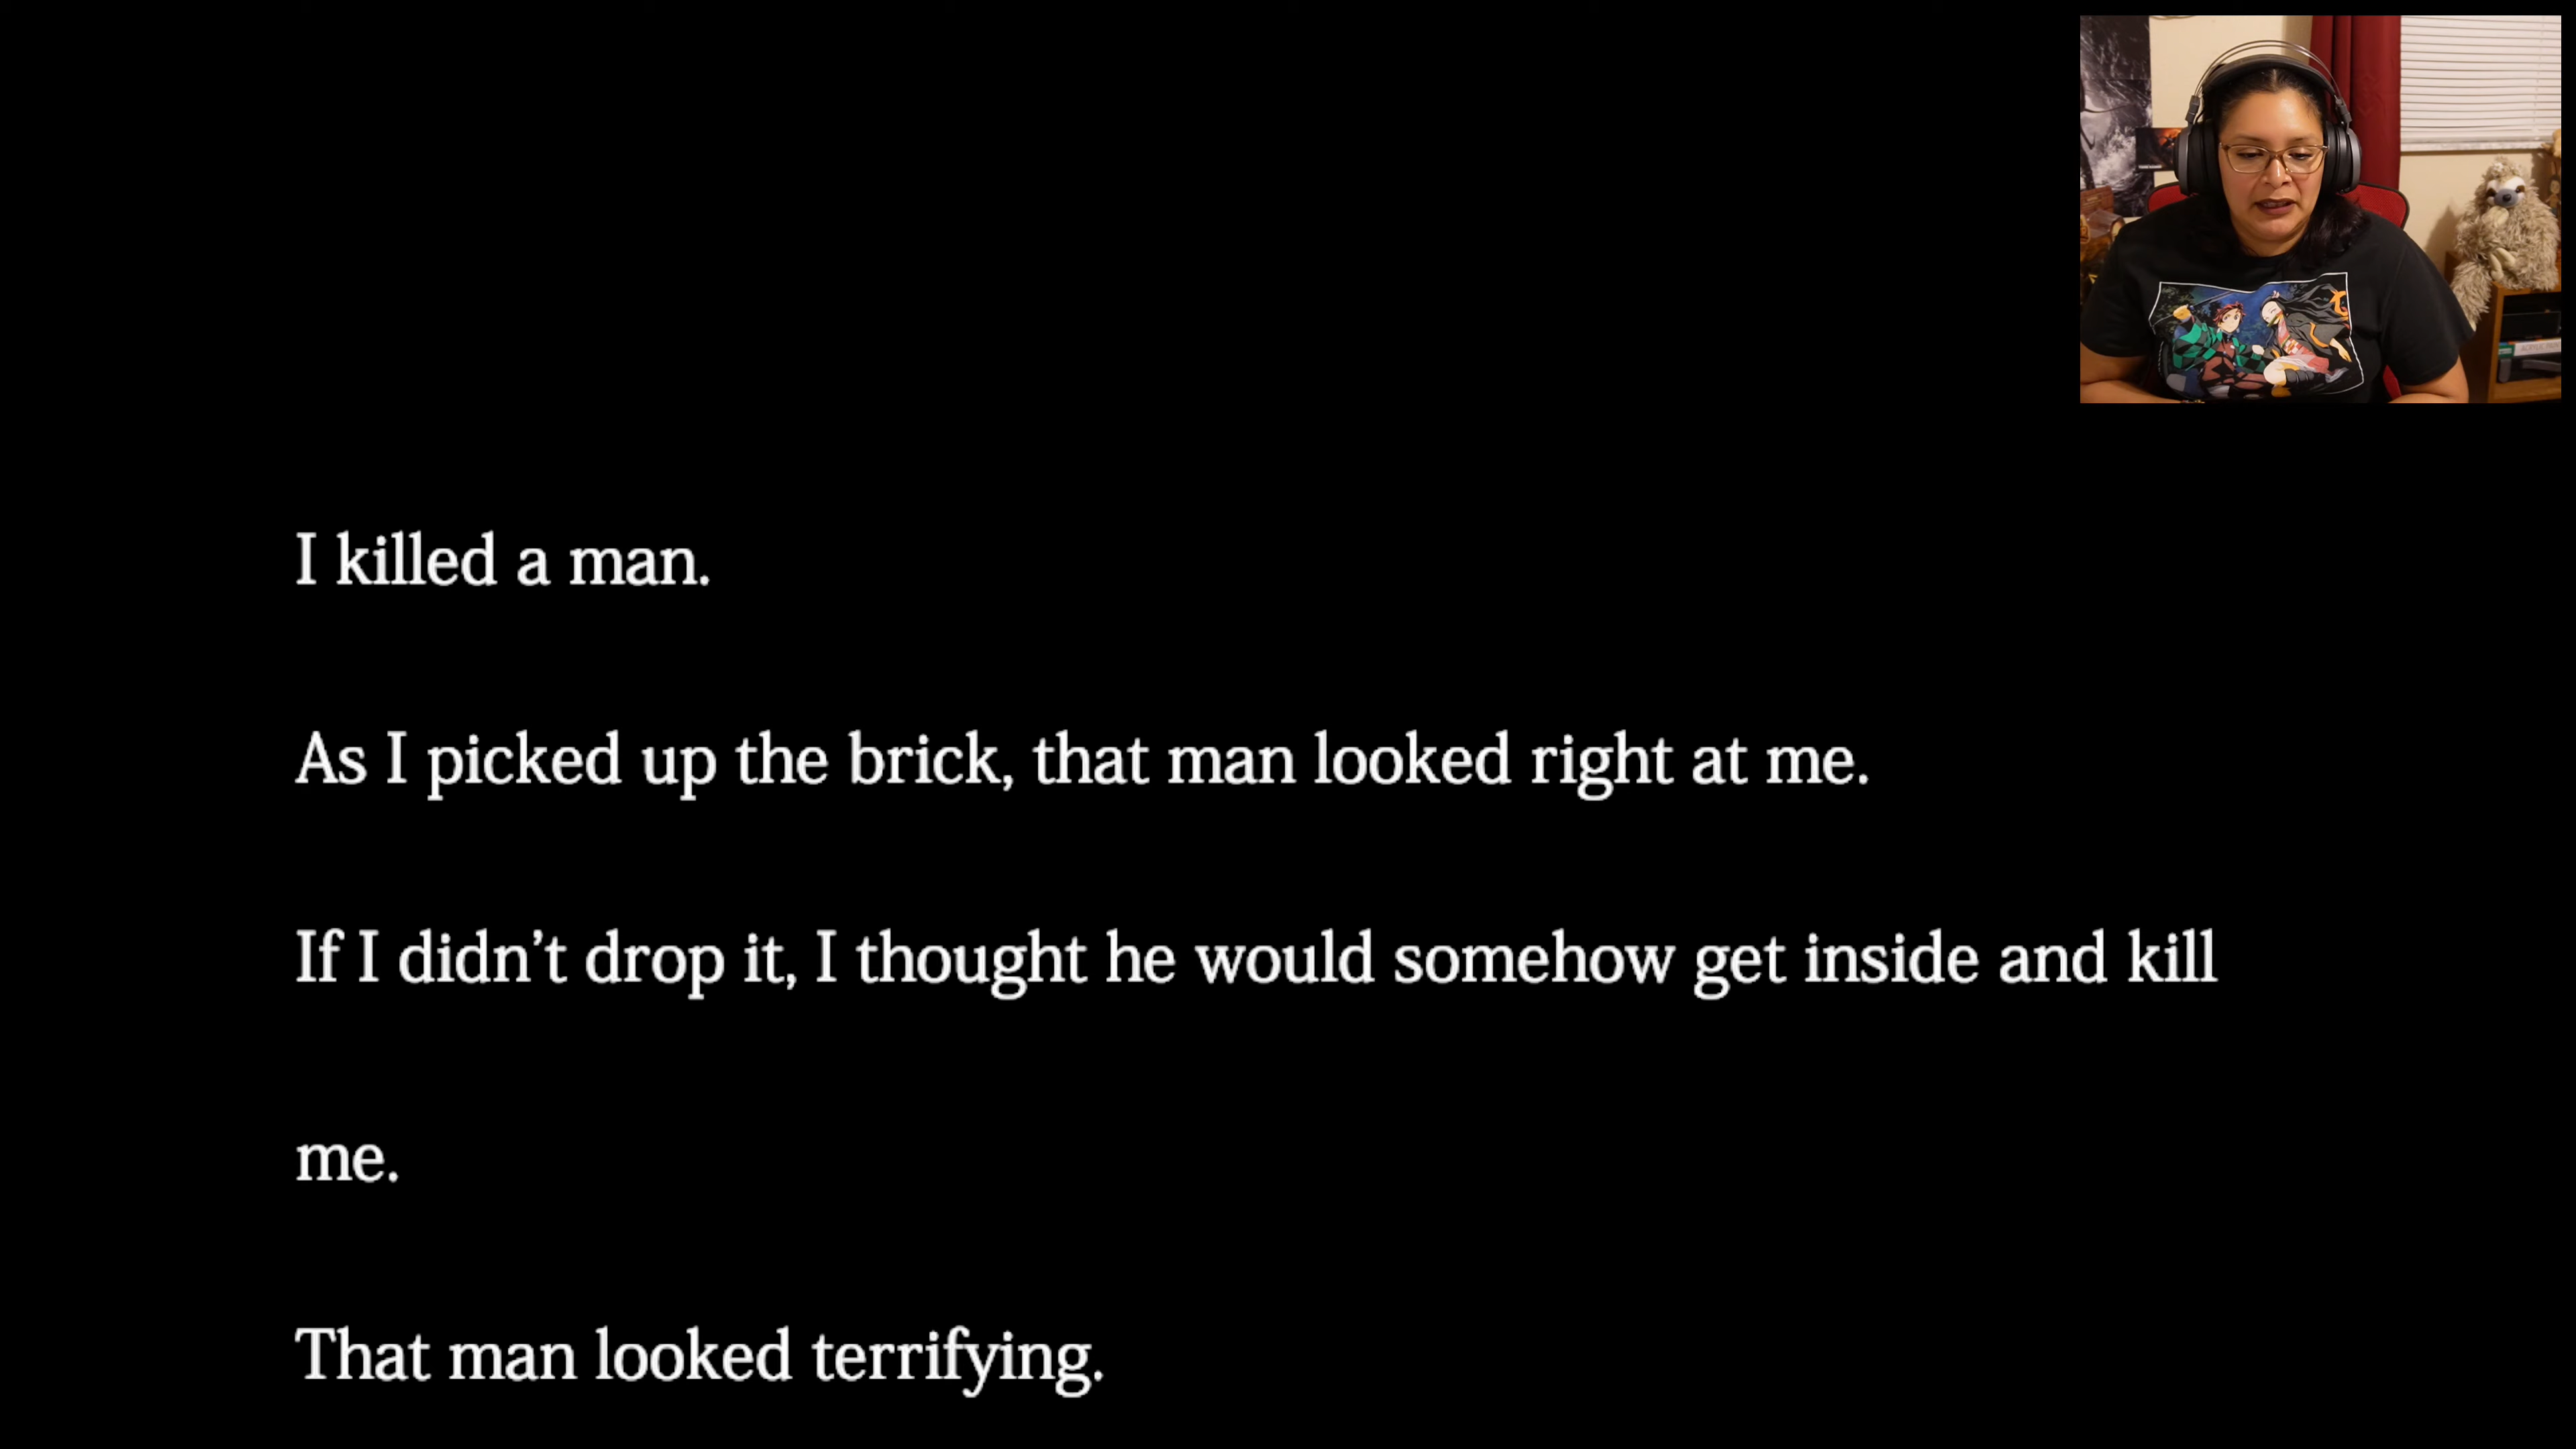 I killed a man.
As I picked up the brick, that man looked right at me.
If I didn’t drop it, I thought he would somehow get inside and kill
me.
That man looked terrifying.